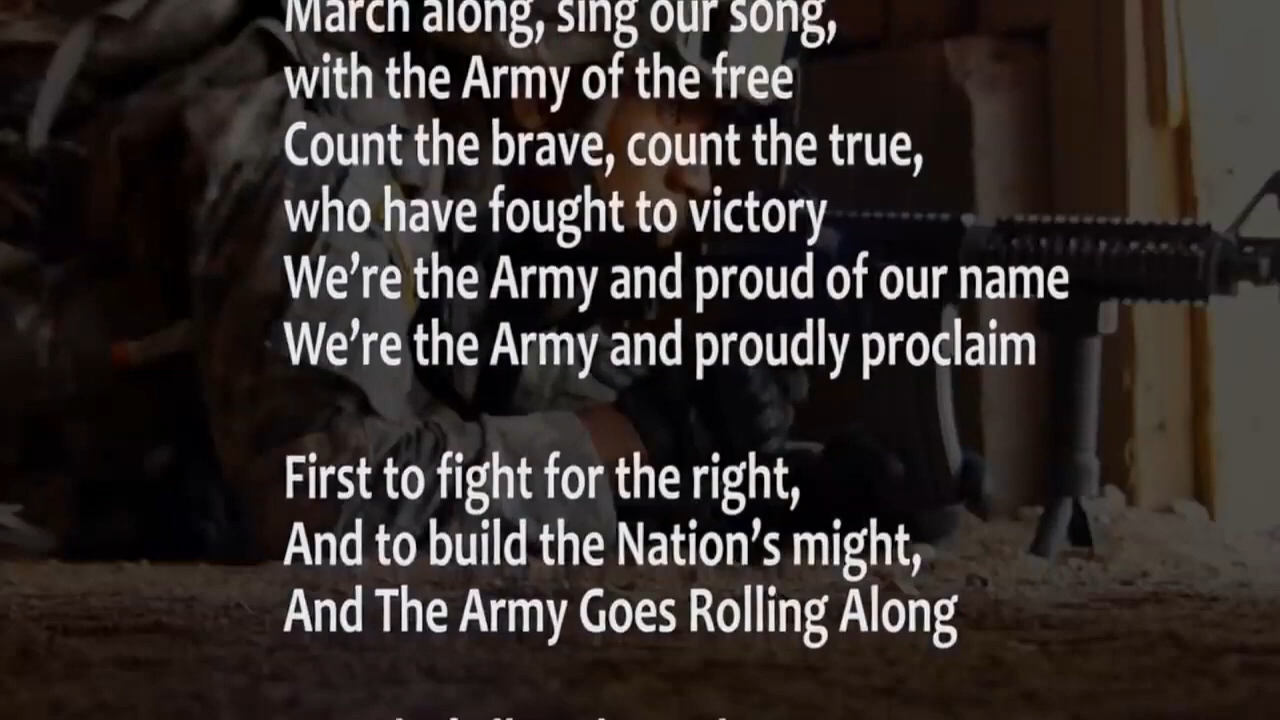 March along, sing our song,
with the Army of the free
Count the brave, count the true,
who have fought to victory
We’re the Army and proud of our name
We’re the Army and proudly proclaim
First to fight for the right,
And to build the Nation’s might,
And The Army Goes Rolling Along